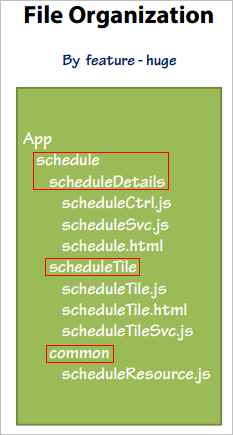 File Organization
By feature - huge
App
schedule
scheduleDetails
scheduleCtrl.js
scheduleSvc.js
schedule.html
scheduleTile
scheduleTile.js
scheduleTile.html
scheduleTileSvc.js
common
scheduleResource.js